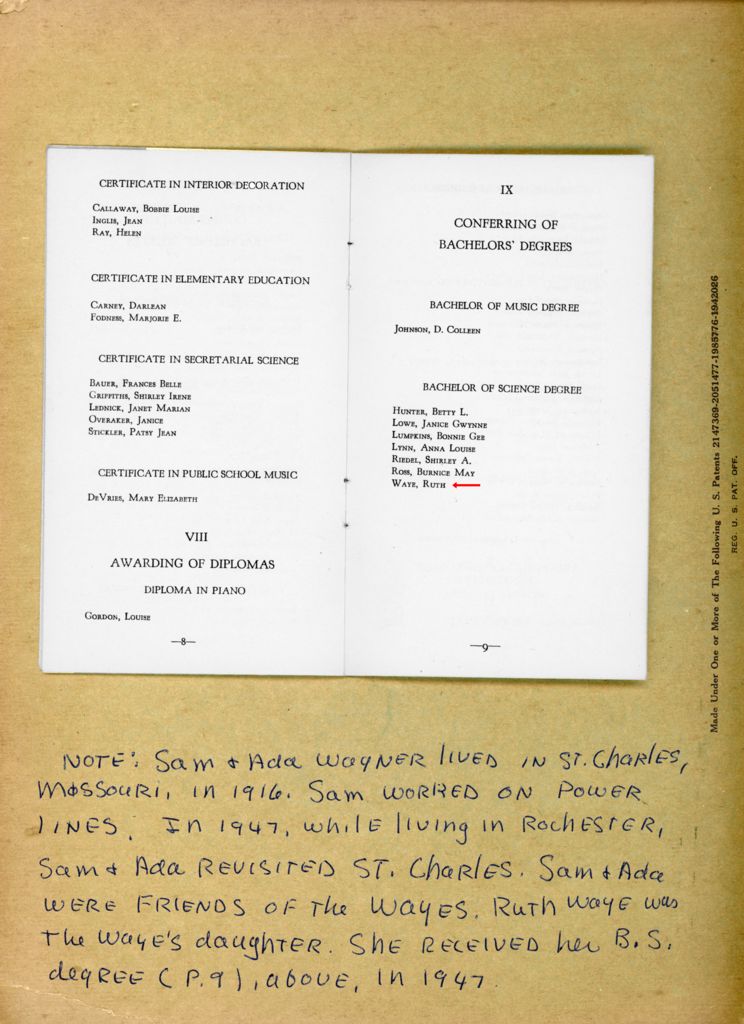 CERTIFICATE IN INTERIOR DECORATION
Callaway, Bobbie Louise
Inglis, Jean
Ray, Helen
CERTIFICATE IN ELEMENTARY EDUCATION
Carney, Darlean
Fodness, Marjorie E.
CERTIFICATE IN SECRETARIAL SCIENCE
Bauer, Frances Belle
Griffiths, Shirley Irene
Lednick, Janet Marian
Overaker, Janice
Stickler, Patsy Jean
CERTIFICATE IN PUBLIC SCHOOL MUSIC
DeVries, Mary Elizabeth
VIII
AWARDING OF DIPLOMAS
DIPLOMA IN PIANO
Gordon, Louise
—8—
IX
CONFERRING OF
BACHELORS' DEGREES
BACHELOR OF MUSIC DEGREE
Johnson, D. Colleen
BACHELOR OF SCIENCE DEGREE
Hunter, Betty L.
Lowe, Janice Gwynne
Lumpkins, Bonnie Gee
Lynn, Anna Louise
Riedel, Shirley A.
Ross, Burnice May
Waye, Ruth
—9—
Made Under One or More of The Following U. S. Patents 2147369-2051477-1985776-1942026
REG. U. S. PAT. OFF.
NOTE: Sam & Ada WAYNER lived IN ST. Charles,
Missouri, in 1916. Sam WORKED ON POWER
LINES. In 1947, while living in Rochester,
Sam & Ada REVISITED ST. Charles. Sam & Ada
WERE FRIENDS OF The WAYES. Ruth Waye was
The Waye's daughter. She RECEIVED her B.S.
degree (P.9), above, in 1947.